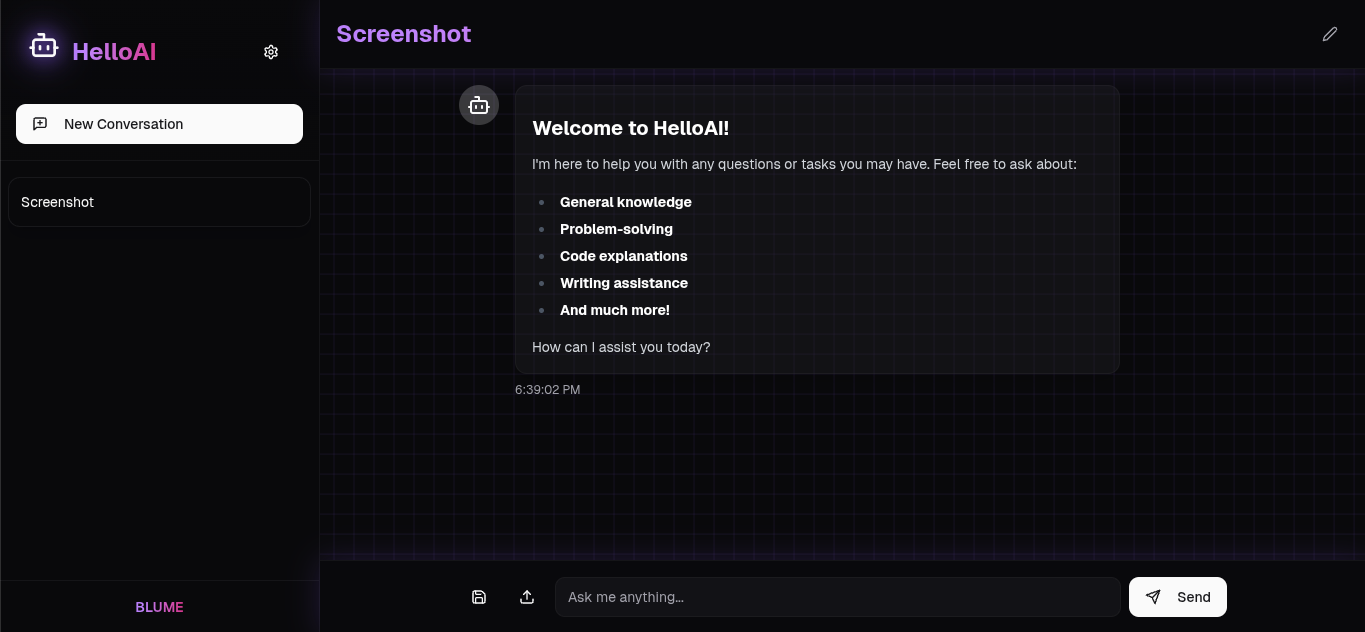 HelloAI
New Conversation
Screenshot
BLUME
Screenshot
Welcome to HelloAI!
I'm here to help you with any questions or tasks you may have. Feel free to ask about:
General knowledge
Problem-solving
Code explanations
Writing assistance
And much more!
How can I assist you today?
6:39:02 PM
Ask me anything...
Send